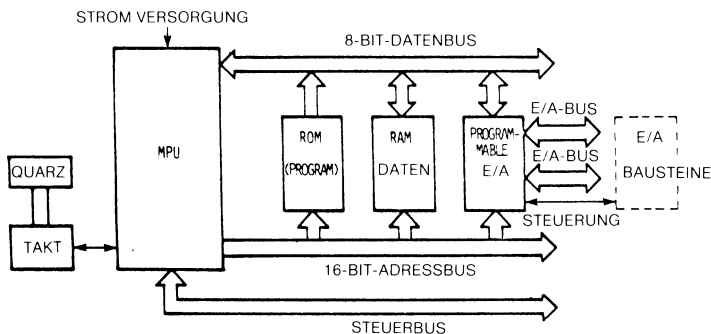 STROM VERSORGUNG
8-BIT-DATENBUS
MPU
ROM
(PROGRAM)
RAM
DATEN
PROGRAM-
MABLE
E/A
E/A-BUS
E/A-BUS
E/A
BAUSTEINE
STEUERUNG
QUARZ
TAKT
16-BIT-ADRESSBUS
STEUERBUS